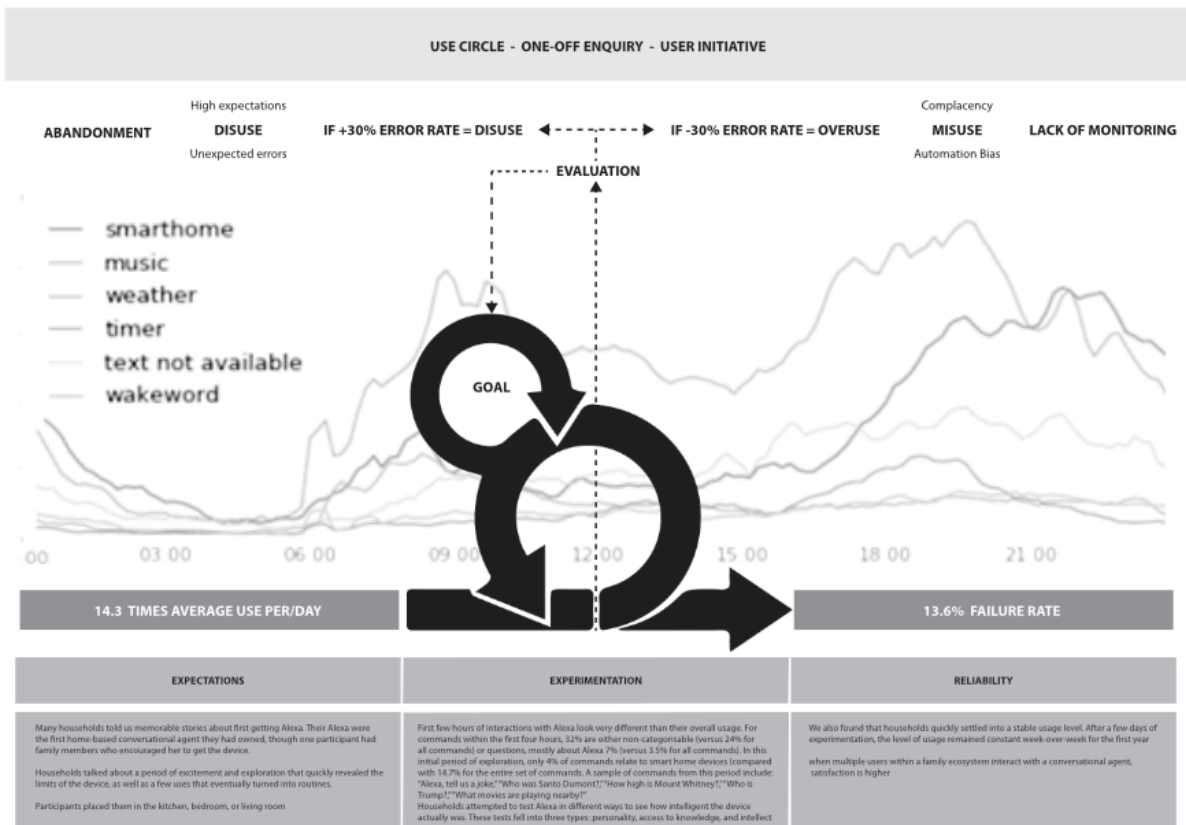 USE CIRCLE - ONE-OFF ENQUIRY - USER INITIATIVE
High expectations
Complacency
ABANDONMENT
DISUSE
IF +30% ERROR RATE = DISUSE
IF -30% ERROR RATE = OVERUSE
MISUSE
LACK OF MONITORING
Unexpected errors
Automation Bias
EVALUATION
smarthome
music
weather
timer
text not available
wakeword
GOAL
00
03 00
06 00
09 00
12 00
15 00
18 00
21 00
14.3 TIMES AVERAGE USE PER/DAY
13.6% FAILURE RATE
EXPECTATIONS
EXPERIMENTATION
RELIABILITY
Many households told us memorable stories about first getting Alexa. Their Alexa were
the first home-based conversational agent they had owned, though one participant had
family members who encouraged her to get the device.
Households talked about a period of excitement and exploration that quickly revealed the
limits of the device, as well as a few uses that eventually turned into routines.
Participants placed them in the kitchen, bedroom, or living room
First few hours of interactions with Alexa look very different than their overall usage. For
commands within the first four hours, 32% are either non-categorisable (versus 24% for
all commands) or questions, mostly about Alexa 7% (versus 3.5% for all commands). In this
initial period of exploration, only 4% of commands relate to smart home devices (compared
with 14.7% for the entire set of commands. A sample of commands from this period include:
"Alexa, tell us a joke," "Who was Santo Dumont?," "How high is Mount Whitney?," "Who is
Trump?," "What movies are playing nearby?"
Households attempted to test Alexa in different ways to see how intelligent the device
actually was. These tests fell into three types: personality, access to knowledge, and intellect
We also found that households quickly settled into a stable usage level. After a few days of
experimentation, the level of usage remained constant week-over-week for the first year
when multiple users within a family ecosystem interact with a conversational agent,
satisfaction is higher